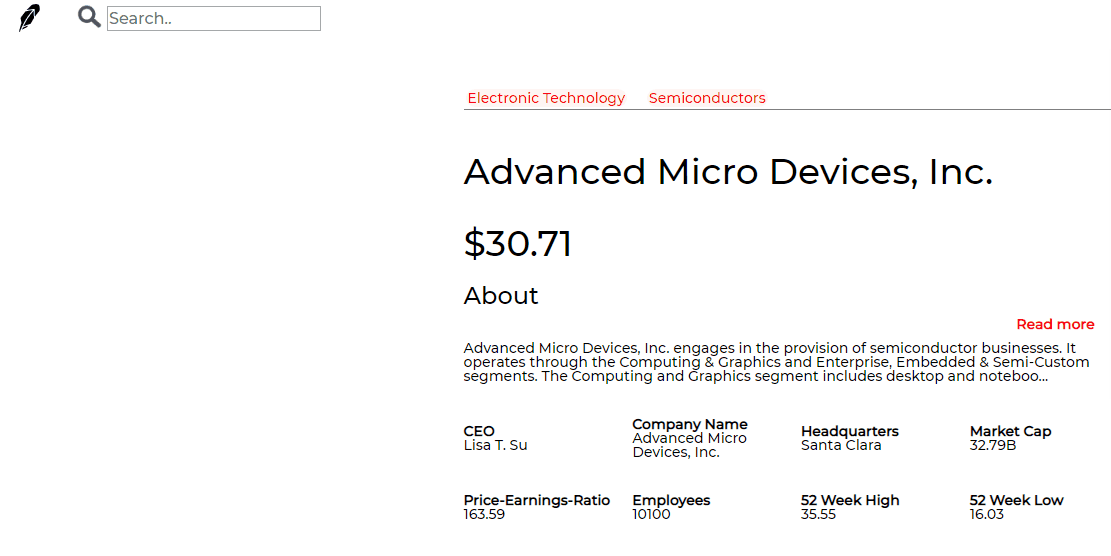 Search..
Electronic Technology Semiconductors
Advanced Micro Devices, Inc.
$30.71
About
Read more
Advanced Micro Devices, Inc. engages in the provision of semiconductor businesses. It
operates through the Computing & Graphics and Enterprise, Embedded & Semi-Custom
segments. The Computing and Graphics segment includes desktop and noteboo...
CEO
Lisa T. Su
Company Name
Advanced Micro
Devices, Inc.
Headquarters
Santa Clara
Market Cap
32.79B
Price-Earnings-Ratio
163.59
Employees
10100
52 Week High
35.55
52 Week Low
16.03